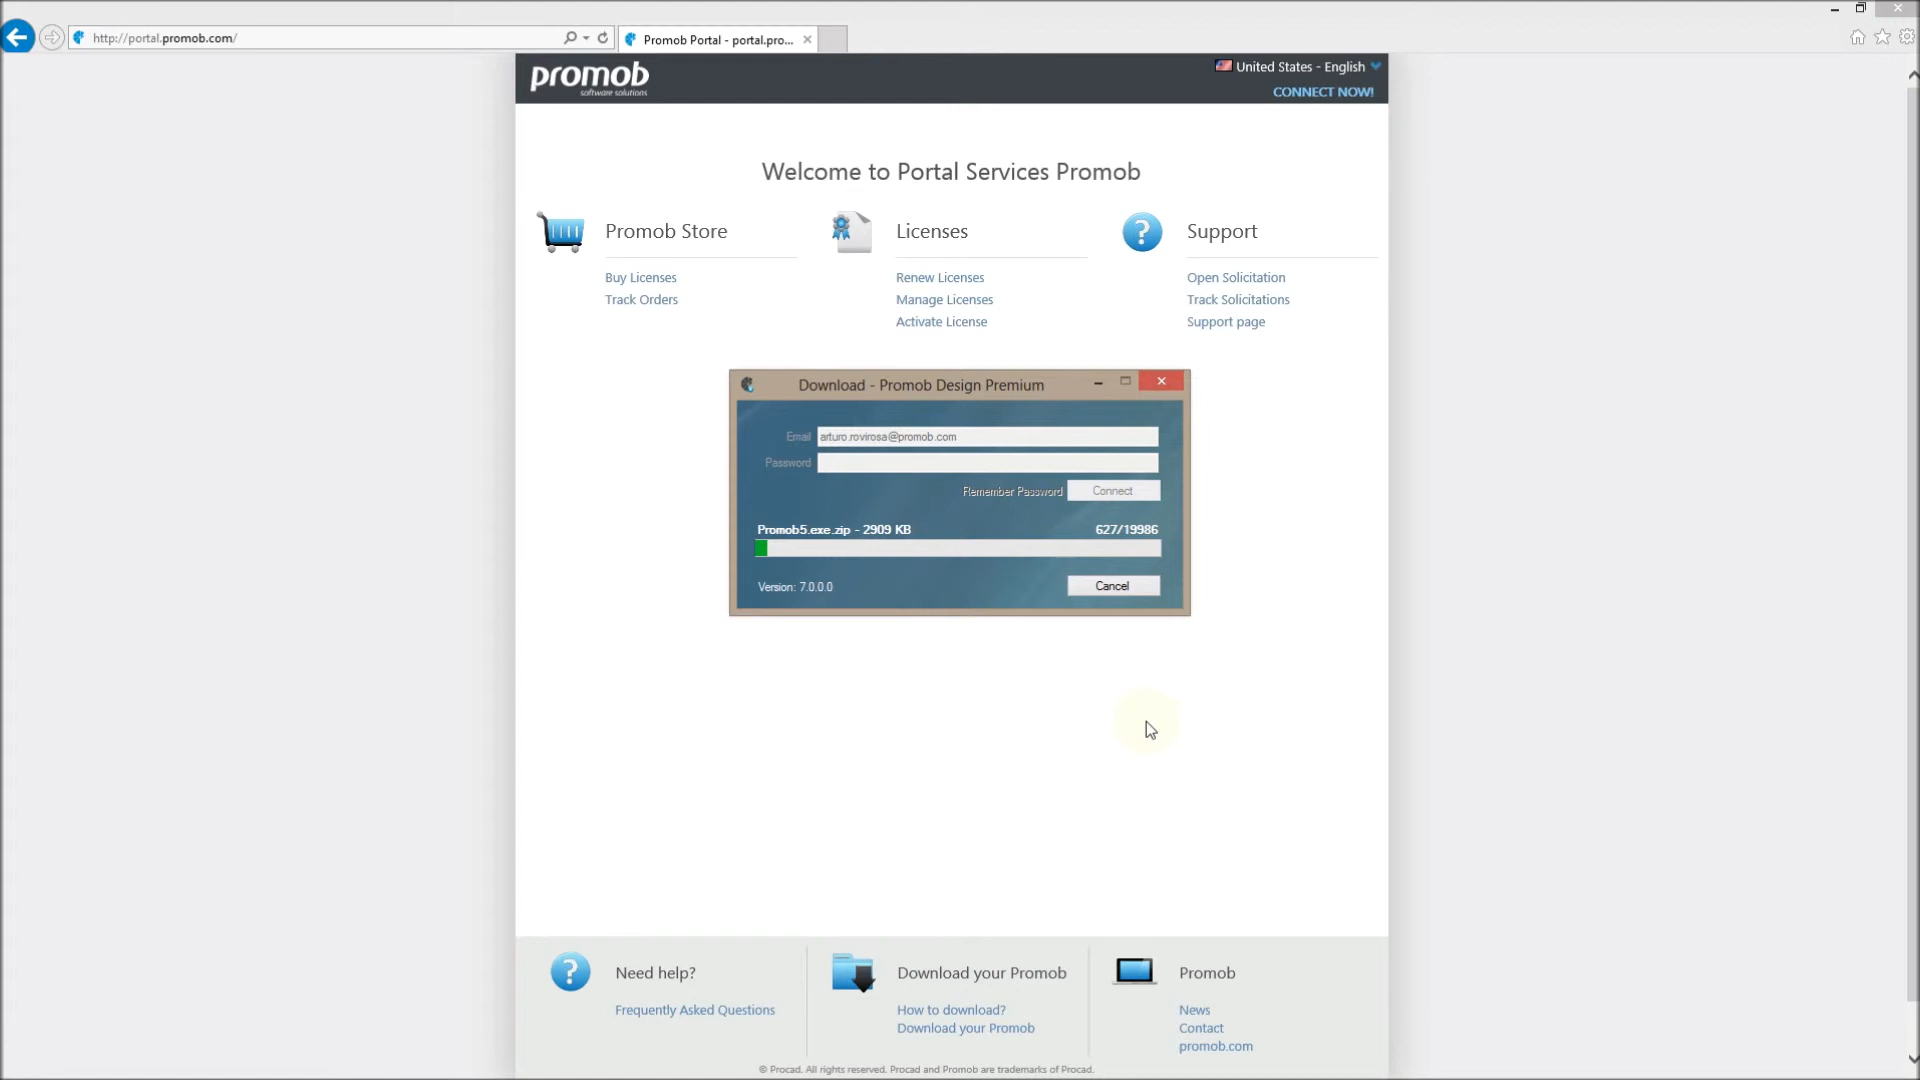 http://portal.promob.com/
Promob Portal - portal.pro...
promob
software solutions
United States - English
CONNECT NOW!
Welcome to Portal Services Promob
Promob Store
Buy Licenses
Track Orders
Licenses
Renew Licenses
Manage Licenses
Activate License
Support
Open Solicitation
Track Solicitations
Support page
Download - Promob Design Premium
Email arturo.rovirosa@promob.com
Password
Remember Password Connect
Promob5.exe.zip - 2909 KB 627/19986
Version: 7.0.0.0 Cancel
Need help?
Frequently Asked Questions
Download your Promob
How to download?
Download your Promob
Promob
News
Contact
promob.com
© Procad. All rights reserved. Procad and Promob are trademarks of Procad.